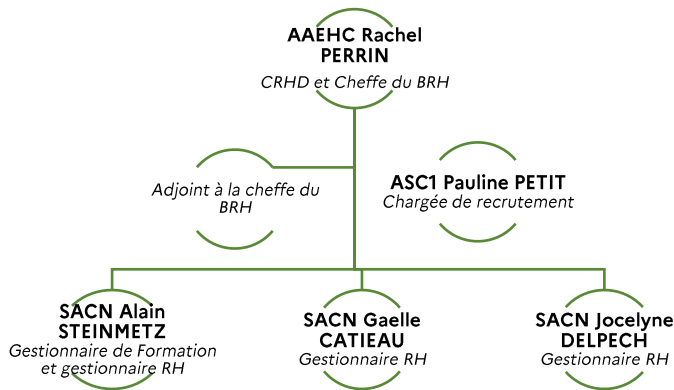 AAEHC Rachel
PERRIN
CRHD et Cheffe du BRH
Adjoint à la cheffe du
BRH
ASC1 Pauline PETIT
Chargée de recrutement
SACN Alain
STEINMETZ
Gestionnaire de Formation
et gestionnaire RH
SACN Gaelle
CATIEAU
Gestionnaire RH
SACN Jocelyne
DELPECH
Gestionnaire RH